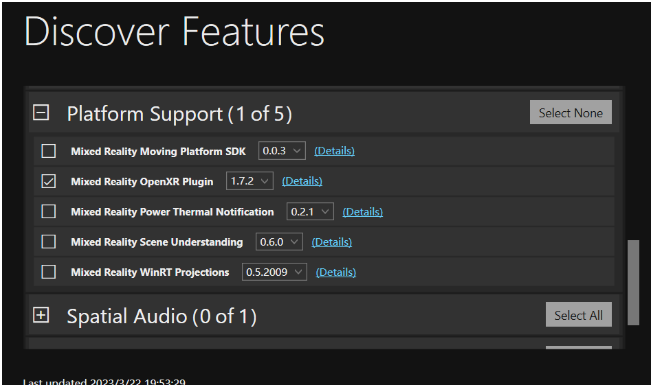 Discover Features
Platform Support (1 of 5)
Select None
Mixed Reality Moving Platform SDK 0.0.3 (Details)
Mixed Reality OpenXR Plugin 1.7.2 (Details)
Mixed Reality Power Thermal Notification 0.2.1 (Details)
Mixed Reality Scene Understanding 0.6.0 (Details)
Mixed Reality WinRT Projections 0.5.2009 (Details)
Spatial Audio (0 of 1)
Select All
Last updated 2023/3/22 19:53:29